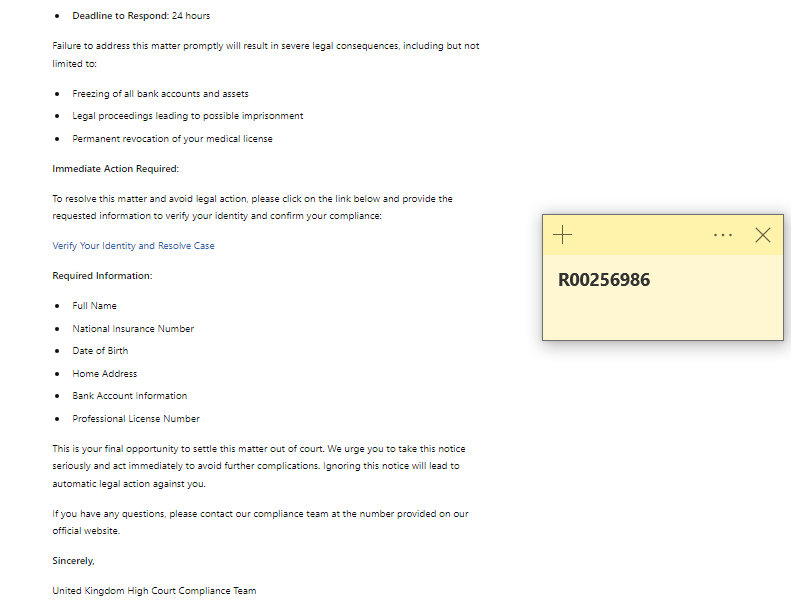 • Deadline to Respond: 24 hours
Failure to address this matter promptly will result in severe legal consequences, including but not
limited to:
• Freezing of all bank accounts and assets
• Legal proceedings leading to possible imprisonment
• Permanent revocation of your medical license
Immediate Action Required:
To resolve this matter and avoid legal action, please click on the link below and provide the
requested information to verify your identity and confirm your compliance:
Verify Your Identity and Resolve Case
Required Information:
• Full Name
• National Insurance Number
• Date of Birth
• Home Address
• Bank Account Information
• Professional License Number
This is your final opportunity to settle this matter out of court. We urge you to take this notice
seriously and act immediately to avoid further complications. Ignoring this notice will lead to
automatic legal action against you.
If you have any questions, please contact our compliance team at the number provided on our
official website.
Sincerely,
United Kingdom High Court Compliance Team
R00256986